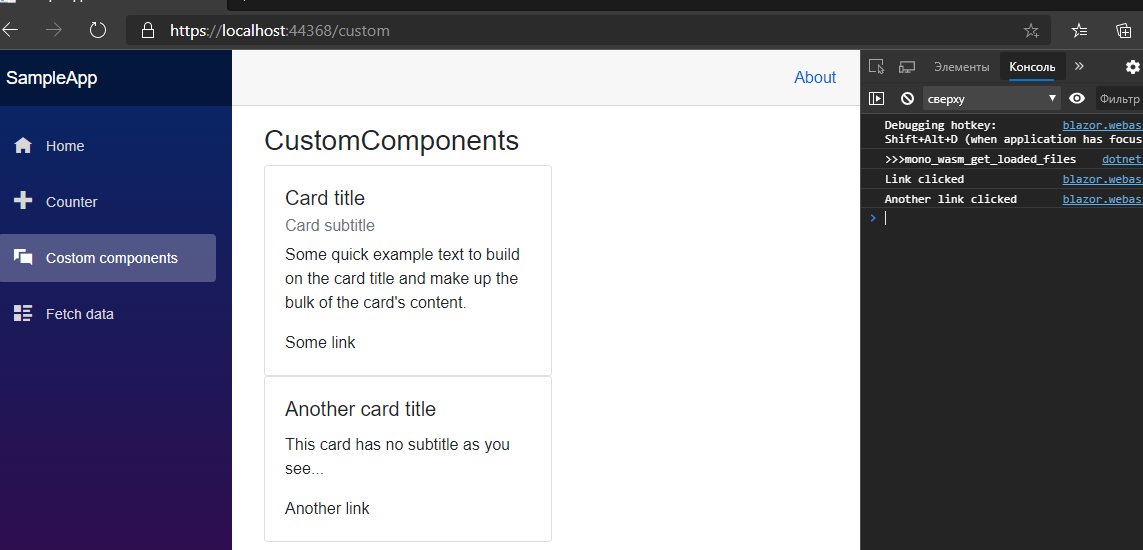 https://localhost:44368/custom
SampleApp
About
Элементы
Консоль
сверху
Фильтр
Home
Counter
Costom components
Fetch data
CustomComponents
Card title
Card subtitle
Some quick example text to build
on the card title and make up the
bulk of the card's content.
Some link
Another card title
This card has no subtitle as you
see...
Another link
Debugging hotkey: blazor.webas
Shift+Alt+D (when application has focus
>>>mono_wasm_get_loaded_files dotnet
Link clicked blazor.webas
Another link clicked blazor.webas